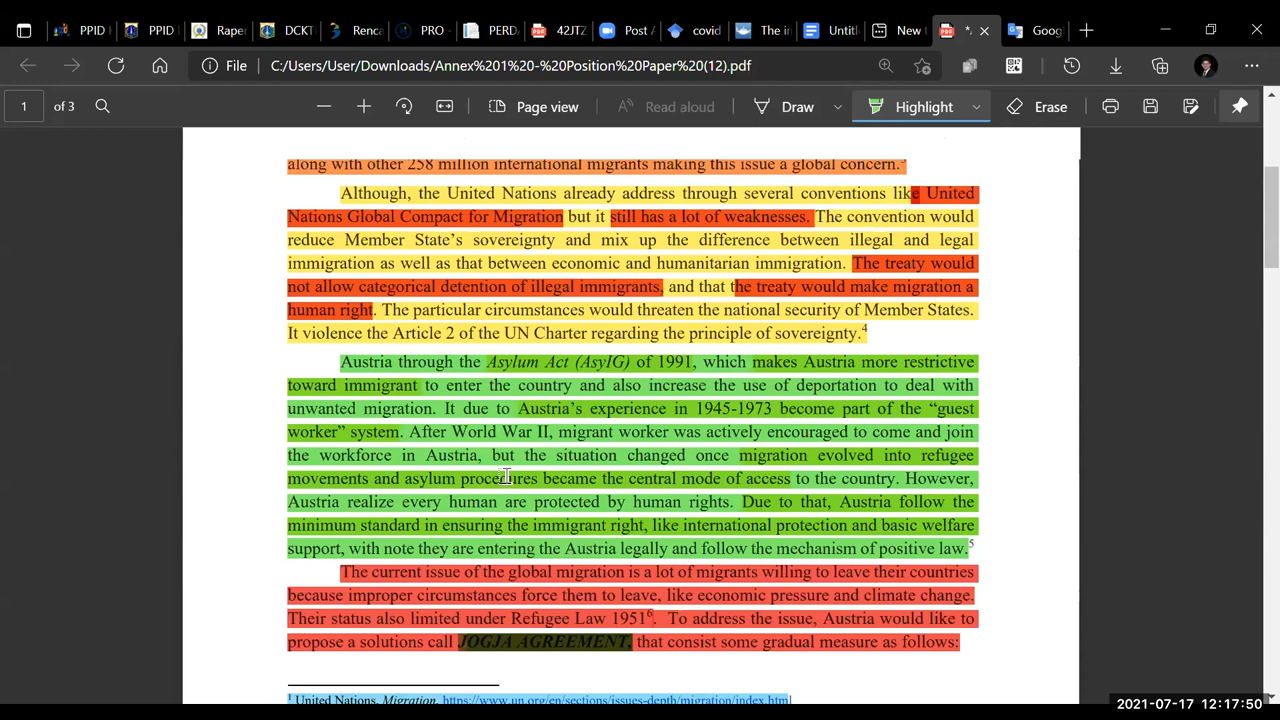 PPID
PPID
Raper
DCKT
Renca
PRO -
PERD
42JTZ
Post A
covid
The in
Untitl
New t
*.
Goog
File
C:/Users/User/Downloads/Annex%201%20-%20Position%20Paper%20(12).pdf
1 of 3
Page view
Read aloud
Draw
Highlight
Erase
along with other 258 million international migrants making this issue a global concern.³
Although, the United Nations already address through several conventions like United
Nations Global Compact for Migration but it still has a lot of weaknesses. The convention would
reduce Member State's sovereignty and mix up the difference between illegal and legal
immigration as well as that between economic and humanitarian immigration. The treaty would
not allow categorical detention of illegal immigrants, and that the treaty would make migration a
human right. The particular circumstances would threaten the national security of Member States.
It violence the Article 2 of the UN Charter regarding the principle of sovereignty.⁴
Austria through the Asylum Act (AsyIG) of 1991, which makes Austria more restrictive
toward immigrant to enter the country and also increase the use of deportation to deal with
unwanted migration. It due to Austria's experience in 1945-1973 become part of the “guest
worker” system. After World War II, migrant worker was actively encouraged to come and join
the workforce in Austria, but the situation changed once migration evolved into refugee
movements and asylum procedures became the central mode of access to the country. However,
Austria realize every human are protected by human rights. Due to that, Austria follow the
minimum standard in ensuring the immigrant right, like international protection and basic welfare
support, with note they are entering the Austria legally and follow the mechanism of positive law.⁵
The current issue of the global migration is a lot of migrants willing to leave their countries
because improper circumstances force them to leave, like economic pressure and climate change.
Their status also limited under Refugee Law 1951⁶. To address the issue, Austria would like to
propose a solutions call JOGJA AGREEMENT, that consist some gradual measure as follows:
¹ United Nations, Migration, https://www.un.org/en/sections/issues-depth/migration/index.htm
2021-07-17 12:17:50